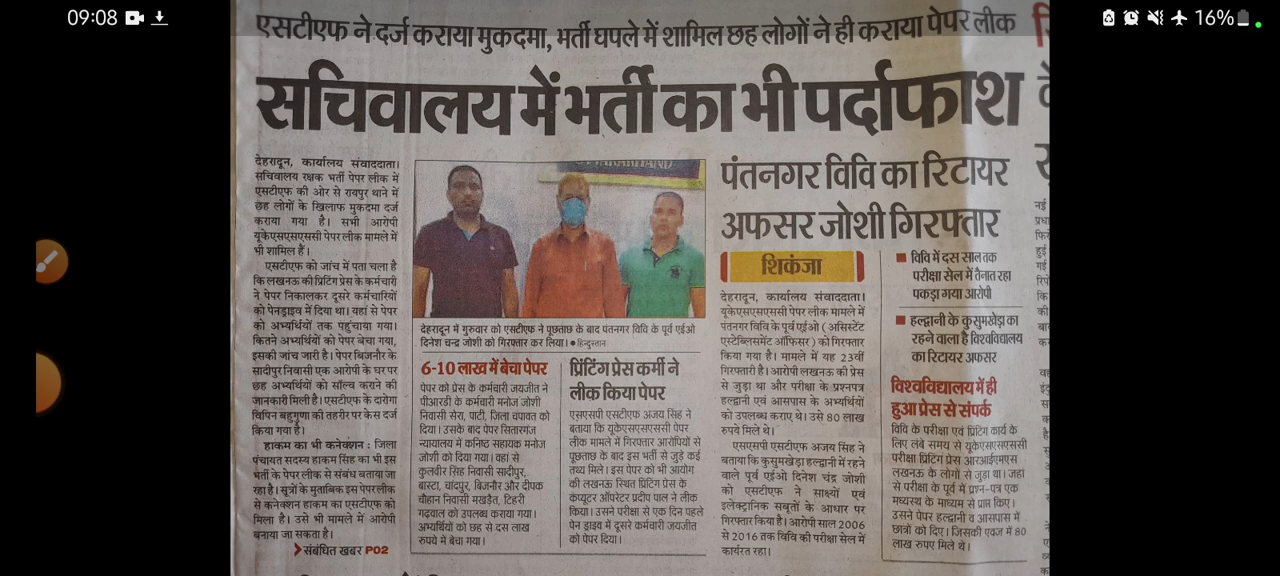 09:08
16%
एसटीएफ ने दर्ज कराया मुकदमा, भर्ती घपले में शामिल छह लोगों ने ही कराया पेपर लीक
सचिवालय में भर्ती का भी पर्दाफाश
देहरादून, कार्यालय संवाददाता।
सचिवालय रक्षक भर्ती पेपर लीक में
एसटीएफ की ओर से रायपुर थाने में
छह लोगों के खिलाफ मुकदमा दर्ज
कराया गया है। सभी आरोपी
यूकेएसएसएससी पेपर लीक मामले में
भी शामिल हैं।
एसटीएफ को जांच में पता चला है
कि लखनऊ की प्रिटिंग प्रेस के कर्मचारी
ने पेपर निकालकर दूसरे कर्मचारियों
को पेनड्राइव में दिया था। यहां से पेपर
को अभ्यर्थियों तक पहुंचाया गया।
कितने अभ्यर्थियों को पेपर बेचा गया,
इसकी जांच जारी है। पेपर बिजनौर के
सादीपुर निवासी एक आरोपी के घर पर
छह अभ्यर्थियों को सॉल्व कराने की
जानकारी मिली है। एसटीएफ के दारोगा
विपिन बहुगुणा की तहरीर पर केस दर्ज
किया गया है।
हाकम का भी कनेक्शन : जिला
पंचायत सदस्य हाकम सिंह का भी इस
भर्ती के पेपर लीक से संबंध बताया जा
रहा है। सूत्रों के मुताबिक इस पेपर लीक
से कनेक्शन हाकम का एसटीएफ को
मिला है। उसे भी मामले में आरोपी
बनाया जा सकता है।
संबंधित खबर P02
देहरादून में गुरुवार को एसटीएफ ने पूछताछ के बाद पंतनगर विवि के पूर्व एईओ
दिनेश चन्द्र जोशी को गिरफ्तार कर लिया। ● हिन्दुस्तान
6-10 लाख में बेचा पेपर
पेपर को प्रेस के कर्मचारी जयजीत ने
पीआरडी के कर्मचारी मनोज जोशी
निवासी सेरा, पाटी, जिला चंपावत को
दिया। उसके बाद पेपर सितारगंज
न्यायालय में कनिष्ठ सहायक मनोज
जोशी को दिया गया। वहां से
कुलवीर सिंह निवासी सादीपुर,
बास्टा, चांदपुर, बिजनौर और दीपक
चौहान निवासी मखड़ैत, टिहरी
गढ़वाल को उपलब्ध कराया गया।
अभ्यर्थियों को छह से दस लाख
रुपये में बेचा गया।
प्रिंटिंग प्रेस कर्मी ने
लीक किया पेपर
एसएसपी एसटीएफ अजय सिंह ने
बताया कि यूकेएसएसएससी पेपर
लीक मामले में गिरफ्तार आरोपियों से
पूछताछ के बाद इस भर्ती से जुड़े कई
तथ्य मिले। इस पेपर को भी आयोग
की लखनऊ स्थित प्रिटिंग प्रेस के
कंप्यूटर ऑपरेटर प्रदीप पाल ने लीक
किया। उसने परीक्षा से एक दिन पहले
पेन ड्राइव में दूसरे कर्मचारी जयजीत
को पेपर दिया।
पंतनगर विवि का रिटायर
अफसर जोशी गिरफ्तार
शिकंजा
देहरादून, कार्यालय संवाददाता।
यूकेएसएसएससी पेपर लीक मामले में
पंतनगर विवि के पूर्व एईओ ( असिस्टेंट
एस्टेब्लिसमेंट ऑफिसर ) को गिरफ्तार
किया गया है। मामले में यह 23वीं
गिरफ्तारी है। आरोपी लखनऊ की प्रेस
से जुड़ा था और परीक्षा के प्रश्नपत्र
हल्द्वानी एवं आसपास के अभ्यर्थियों
को उपलब्ध कराए थे। उसे 80 लाख
रुपये मिले थे।
एसएसपी एसटीएफ अजय सिंह ने
बताया कि कुसुमखेड़ा हल्द्वानी में रहने
वाले पूर्व एईओ दिनेश चंद्र जोशी
को एसटीएफ ने साक्ष्यों एवं
इलेक्ट्रानिक सबूतों के आधार पर
गिरफ्तार किया है। आरोपी साल 2006
से 2016 तक विवि की परीक्षा सेल में
कार्यरत रहा।
■ विवि में दस साल तक
परीक्षा सेल में तैनात रहा
पकड़ा गया आरोपी
■ हल्द्वानी के कुसुमखेड़ा का
रहने वाला है विश्वविद्यालय
का रिटायर अफसर
विश्वविद्यालय में ही
हुआ प्रेस से संपर्क
विवि के परीक्षा एवं प्रिटिंग कार्य के
लिए लंबे समय से यूकेएसएसएससी
परीक्षा प्रिटिंग प्रेस आरआईएमएस
लखनऊ के लोगों से जुड़ा था। जहां
से परीक्षा के पूर्व में प्रश्न-पत्र एक
मध्यस्थ के माध्यम से प्राप्त किए।
उसने पेपर हल्द्वानी व आसपास में
छात्रों को दिए। जिसकी एवज में 80
लाख रुपए मिले थे।